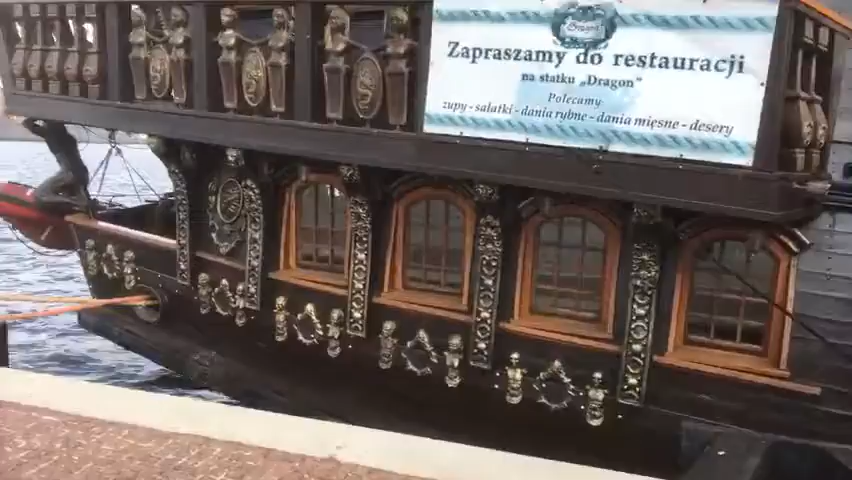 Zapraszamy do restauracji
na statku „Dragon"
Polecamy
zupy - sałatki - dania rybne - dania mięsne - desery